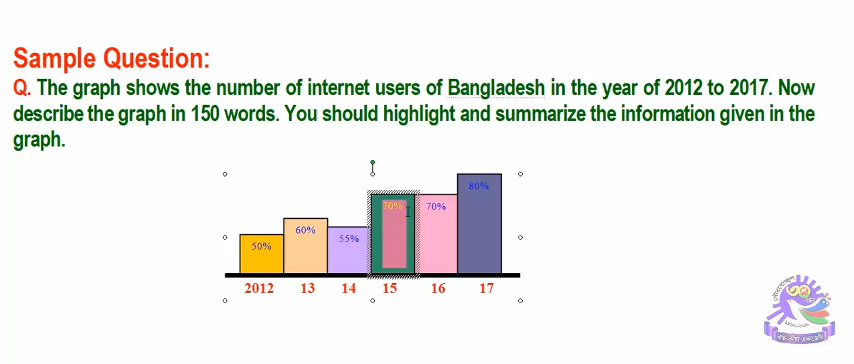 Sample Question:
Q. The graph shows the number of internet users of Bangladesh in the year of 2012 to 2017. Now
describe the graph in 150 words. You should highlight and summarize the information given in the
graph.
80%
70%
70%
60%
55%
50%
2012 13 14 15 16 17